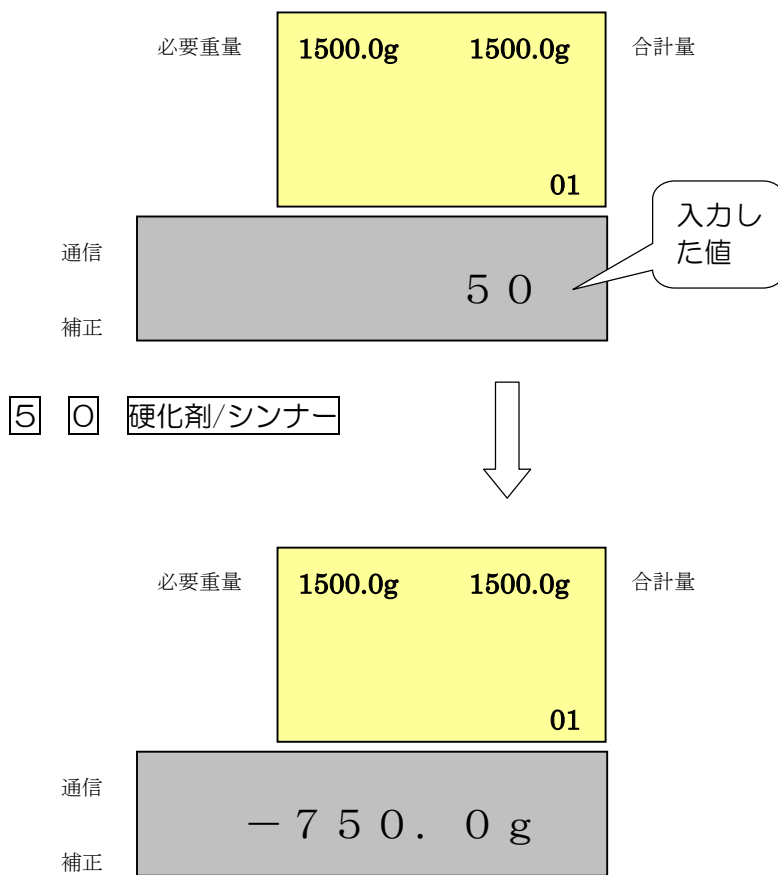 必要重量 1500.0g 1500.0g 合計量
01
入力し
た値
通信
50
補正
5 0 硬化剤/シンナー
必要重量 1500.0g 1500.0g 合計量
01
通信
－750．0g
補正